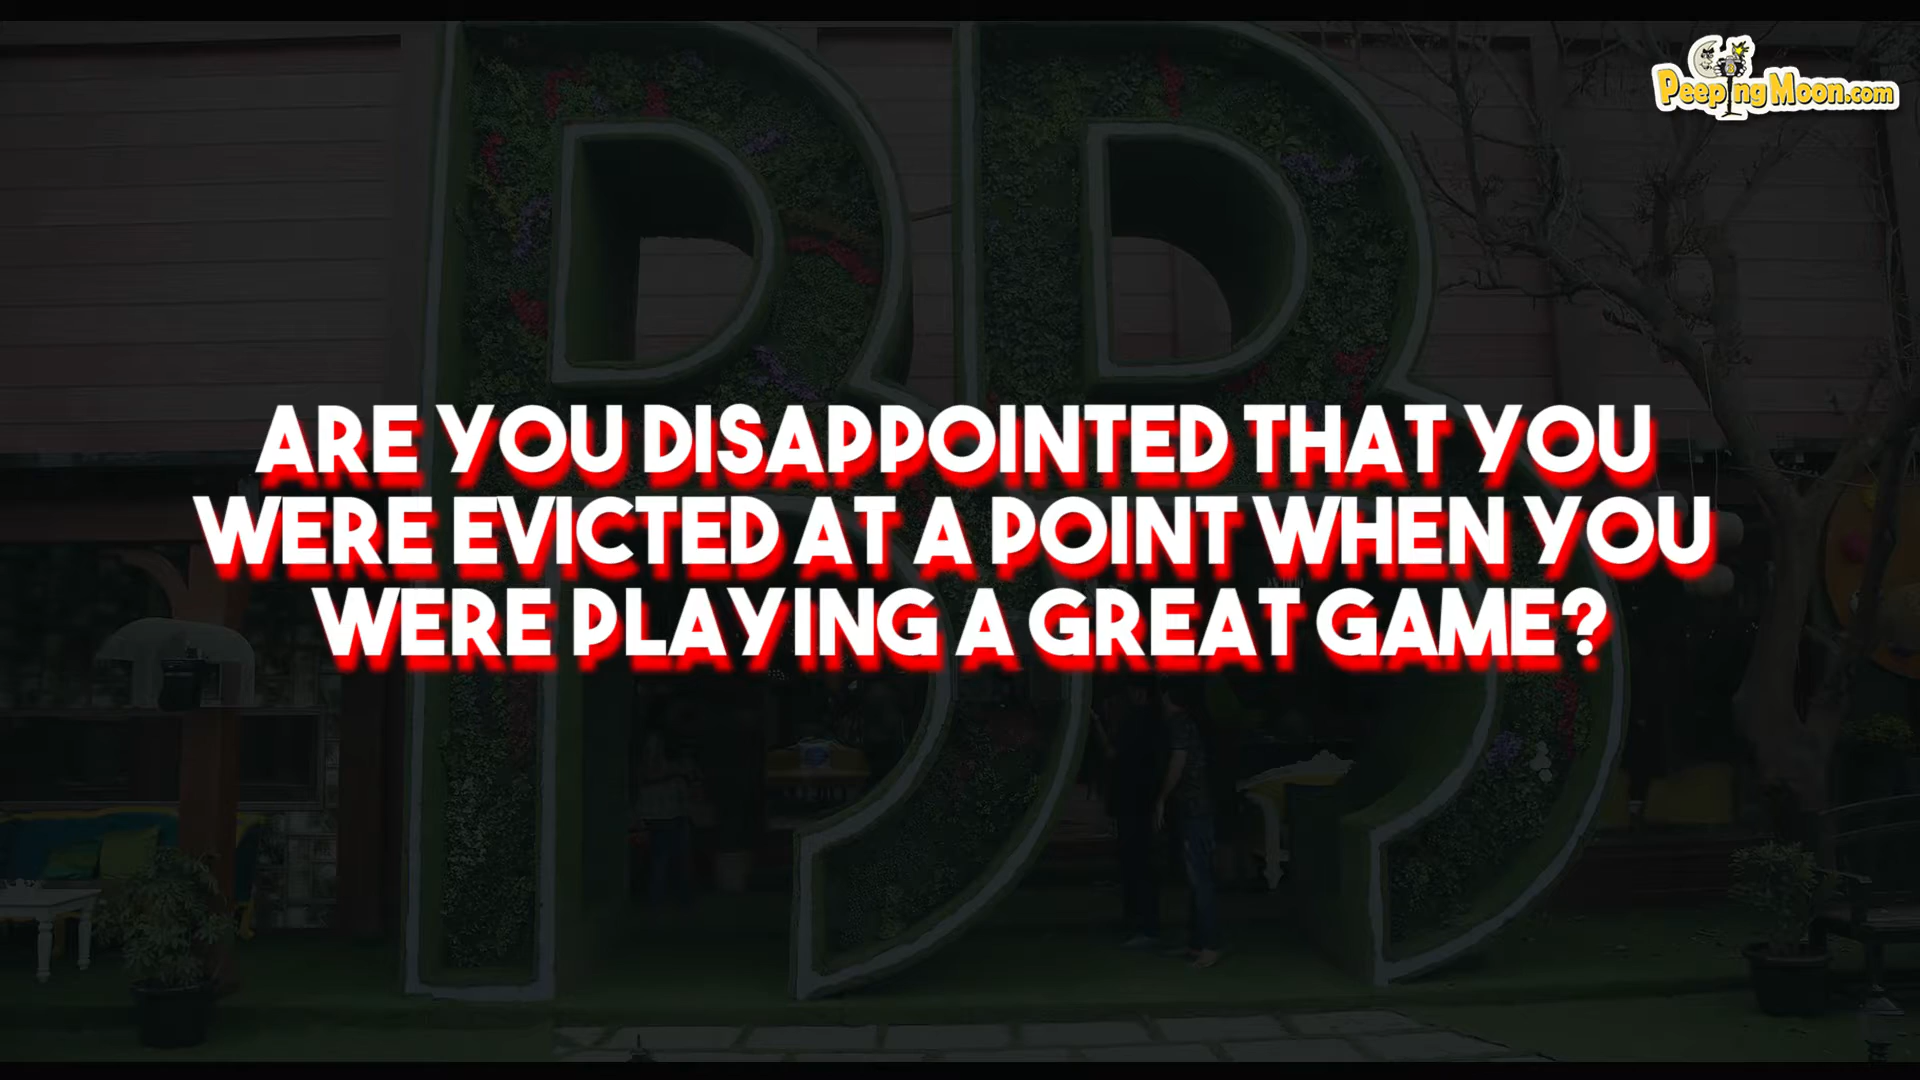 PeepingMoon.com
ARE YOU DISAPPOINTED THAT YOU
WERE EVICTED AT A POINT WHEN YOU
WERE PLAYING A GREAT GAME?